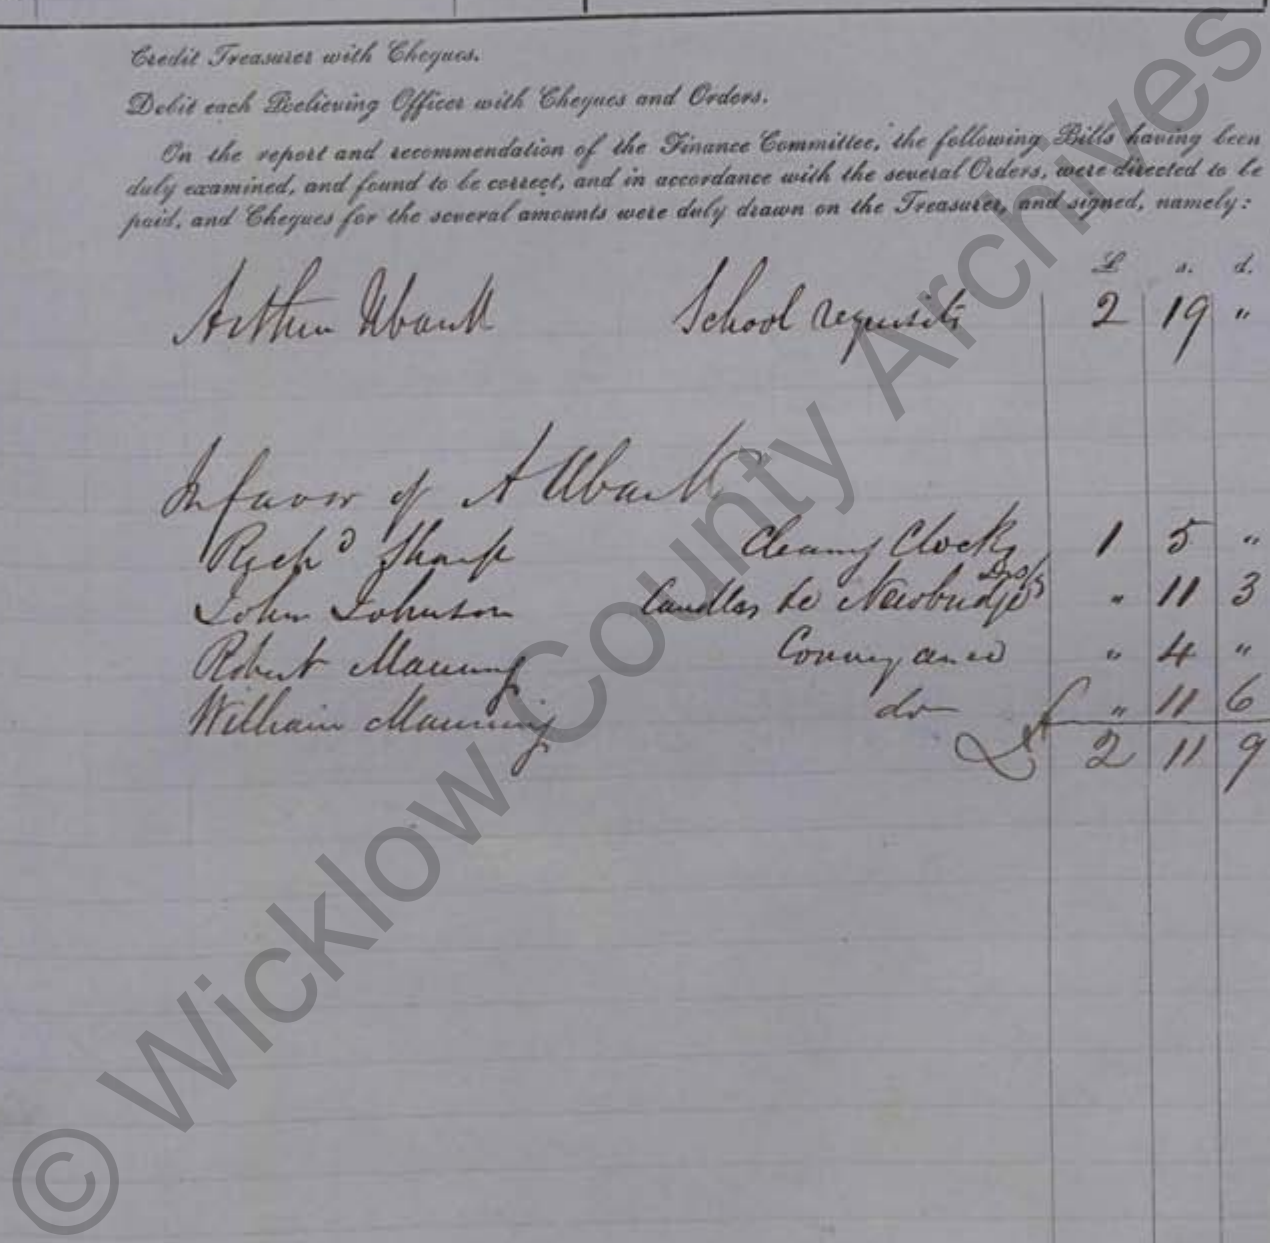 Credit Treasurer with Cheques.
Debit each Relieving Officer with Cheques and Orders.
On the report and recommendation of the Finance Committee, the following Bills having been
duly examined, and found to be correct, and in accordance with the several Orders, were directed to be
paid, and Cheques for the several amounts were duly drawn on the Treasurer, and signed, namely:
£ s. d.
Arthur Ubank School requisits 2 19 "
In favor of A Ubank
Richd Sharp Cleaning Clocks 1 5 "
John Johnson Candles to Newbridge " 11 3
Robert Manning Conveyance " 4 "
William Manning do " 11 6
£ 2 11 9
© Wicklow County Archives